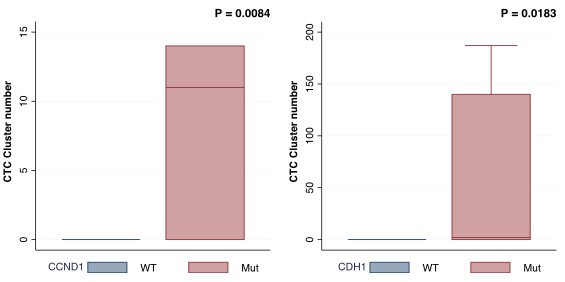 P = 0.0084
CTC Cluster number
15
10
5
0
CCND1 WT Mut
P = 0.0183
CTC Cluster number
200
150
100
50
0
CDH1 WT Mut